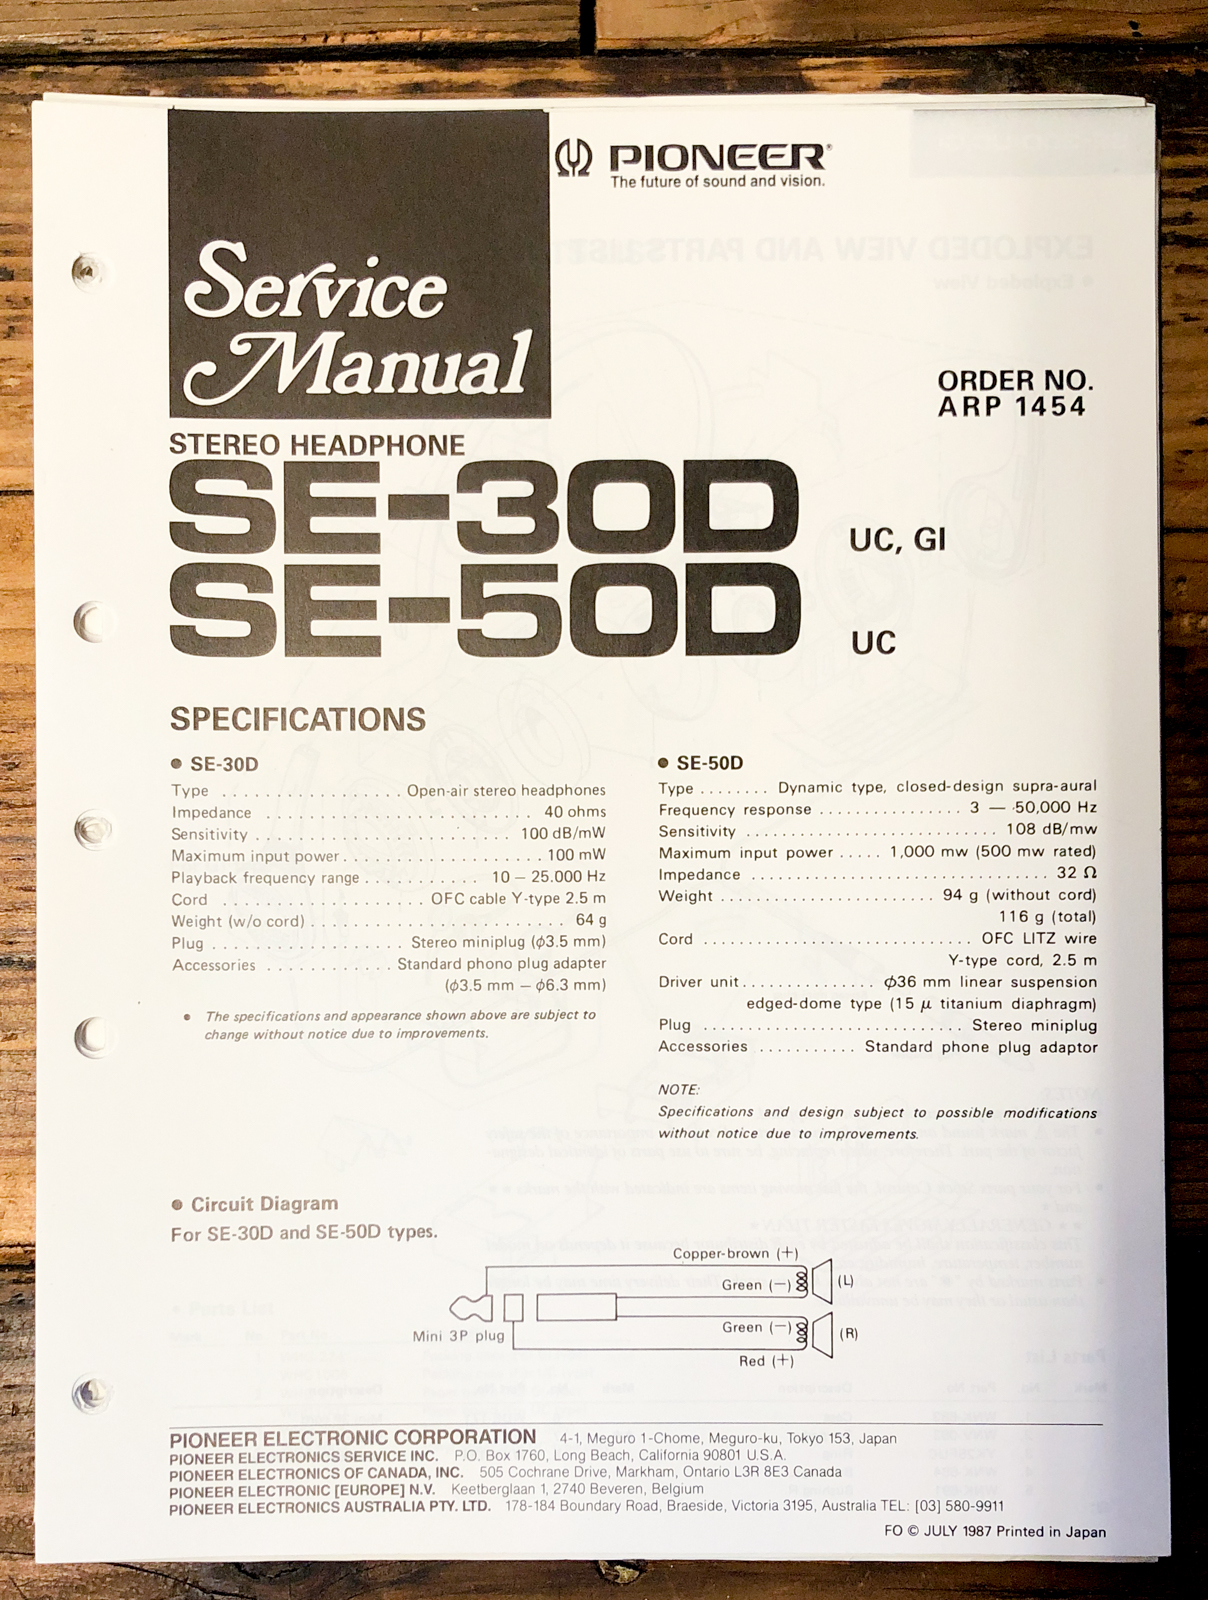 Service
Manual
PIONEER®
The future of sound and vision.
ORDER NO.
ARP 1454
STEREO HEADPHONE
SE-30D
UC, GI
SE-50D
UC
SPECIFICATIONS
● SE-30D
Type . . . . . . . . . . . . . . . . . Open-air stereo headphones
Impedance . . . . . . . . . . . . . . . . . . . . . . . . . 40 ohms
Sensitivity . . . . . . . . . . . . . . . . . . . . . . . . 100 dB/mW
Maximum input power . . . . . . . . . . . . . . . . . . . 100 mW
Playback frequency range . . . . . . . . . . . 10 – 25.000 Hz
Cord . . . . . . . . . . . . . . . . . . . OFC cable Y-type 2.5 m
Weight (w/o cord) . . . . . . . . . . . . . . . . . . . . . . . . 64 g
Plug . . . . . . . . . . . . . . . . . . Stereo miniplug (φ3.5 mm)
Accessories . . . . . . . . . . . . Standard phono plug adapter
(φ3.5 mm – φ6.3 mm)
● The specifications and appearance shown above are subject to
change without notice due to improvements.
● SE-50D
Type . . . . . . . . Dynamic type, closed-design supra-aural
Frequency response . . . . . . . . . . . . . . . 3 — 50,000 Hz
Sensitivity . . . . . . . . . . . . . . . . . . . . . . . . . . 108 dB/mw
Maximum input power . . . . . 1,000 mw (500 mw rated)
Impedance . . . . . . . . . . . . . . . . . . . . . . . . . . . . . . . 32 Ω
Weight . . . . . . . . . . . . . . . . . . . . . . 94 g (without cord)
116 g (total)
Cord . . . . . . . . . . . . . . . . . . . . . . . . . . . . OFC LITZ wire
Y-type cord, 2.5 m
Driver unit . . . . . . . . . . . . . . φ36 mm linear suspension
edged-dome type (15 μ titanium diaphragm)
Plug . . . . . . . . . . . . . . . . . . . . . . . . . . . Stereo miniplug
Accessories . . . . . . . . . . . Standard phone plug adaptor
NOTE:
Specifications and design subject to possible modifications
without notice due to improvements.
● Circuit Diagram
For SE-30D and SE-50D types.
Copper-brown (+)
Green (—)
(L)
Mini 3P plug
Green (—)
(R)
Red (+)
PIONEER ELECTRONIC CORPORATION 4-1, Meguro 1-Chome, Meguro-ku, Tokyo 153, Japan
PIONEER ELECTRONICS SERVICE INC. P.O. Box 1760, Long Beach, California 90801 U.S.A.
PIONEER ELECTRONICS OF CANADA, INC. 505 Cochrane Drive, Markham, Ontario L3R 8E3 Canada
PIONEER ELECTRONIC [EUROPE] N.V. Keetberglaan 1, 2740 Beveren, Belgium
PIONEER ELECTRONICS AUSTRALIA PTY. LTD. 178-184 Boundary Road, Braeside, Victoria 3195, Australia TEL: [03] 580-9911
FO © JULY 1987 Printed in Japan